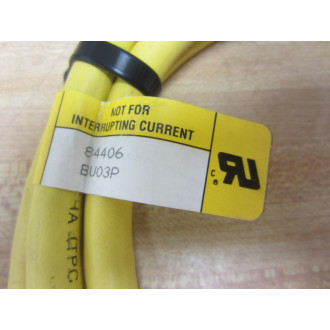 NOT FOR
INTERRUPTING CURRENT
84406
BU03P
c